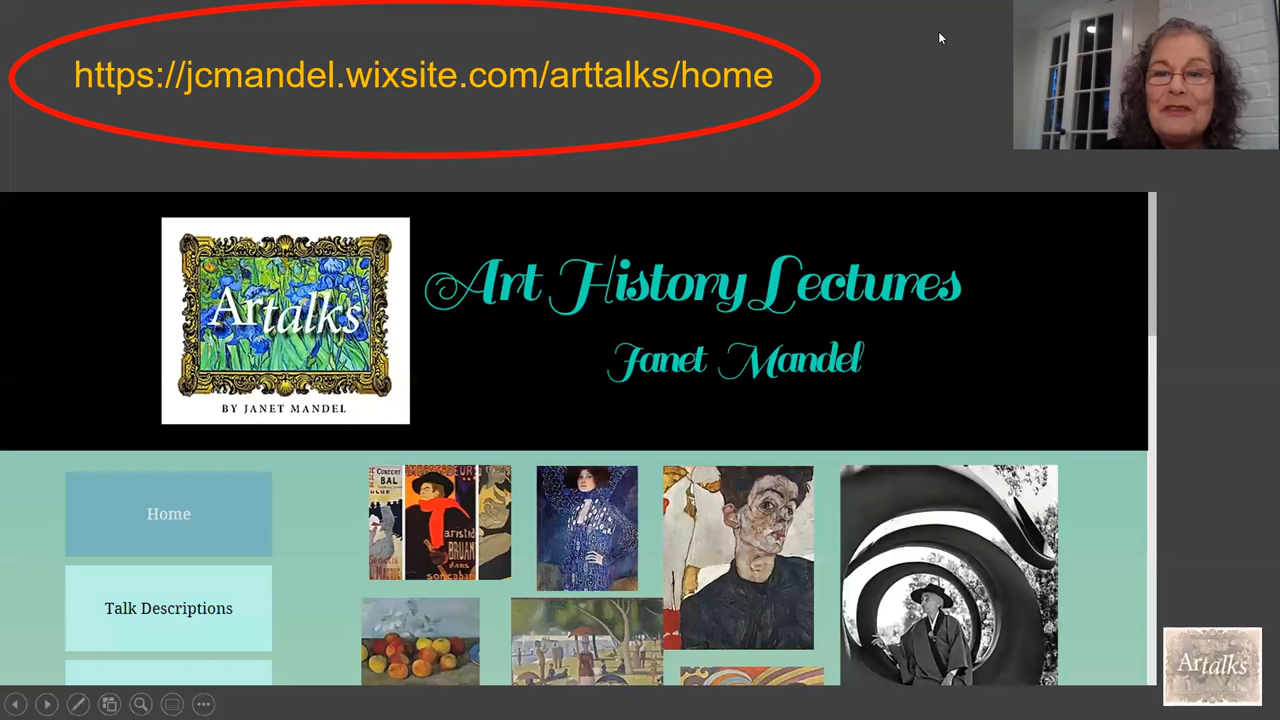 https://jcmandel.wixsite.com/arttalks/home
Art History Lectures
Janet Mandel
Artalks
BY JANET MANDEL
Home
Talk Descriptions
CONCERT
BAL
AMBASSADEURS
aristide
BRUANT
dans
son cabaret
Artalks